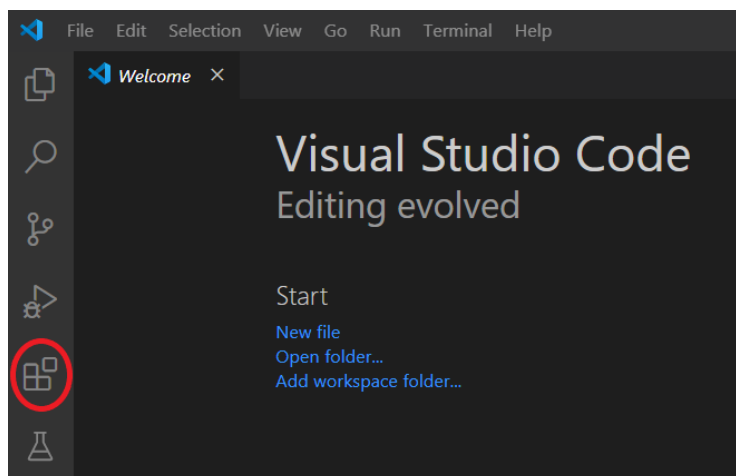 File Edit Selection View Go Run Terminal Help
Welcome
Visual Studio Code
Editing evolved
Start
New file
Open folder...
Add workspace folder...